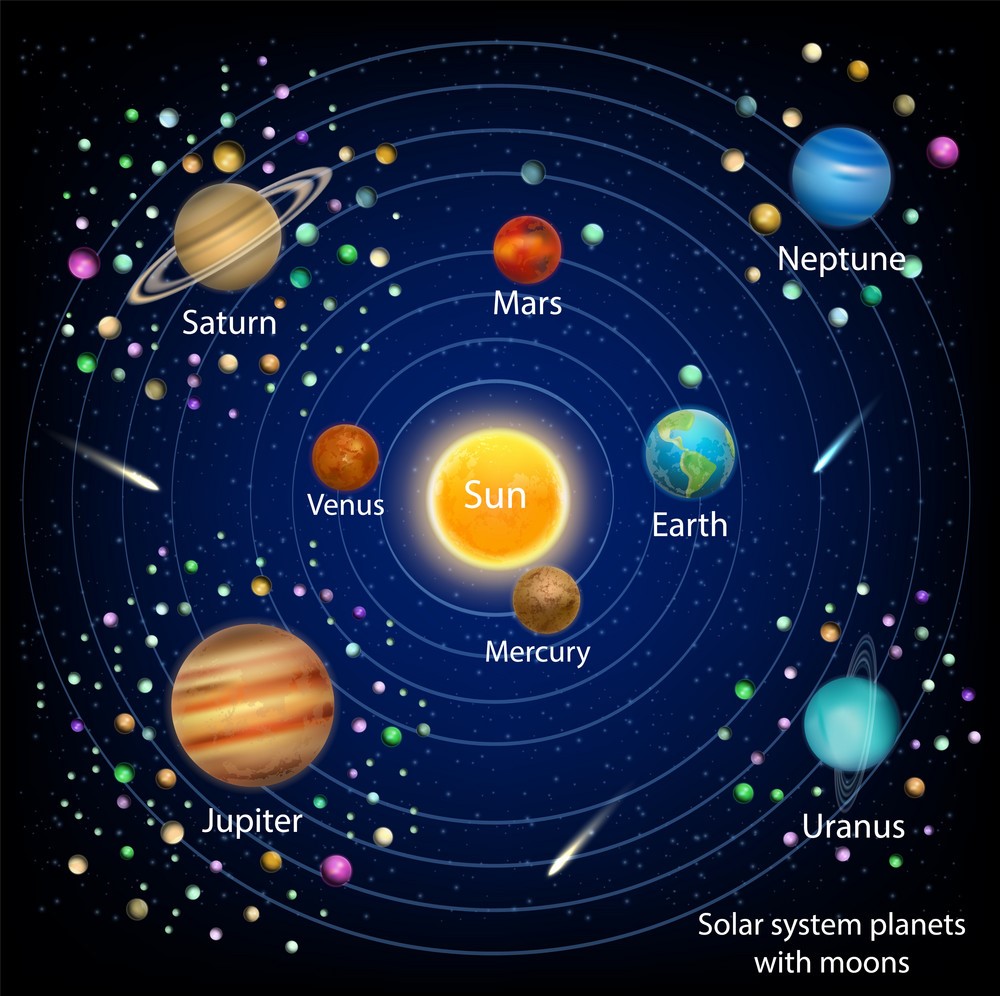 Neptune
Saturn
Mars
Venus
Sun
Earth
Mercury
Jupiter
Uranus
Solar system planets
with moons